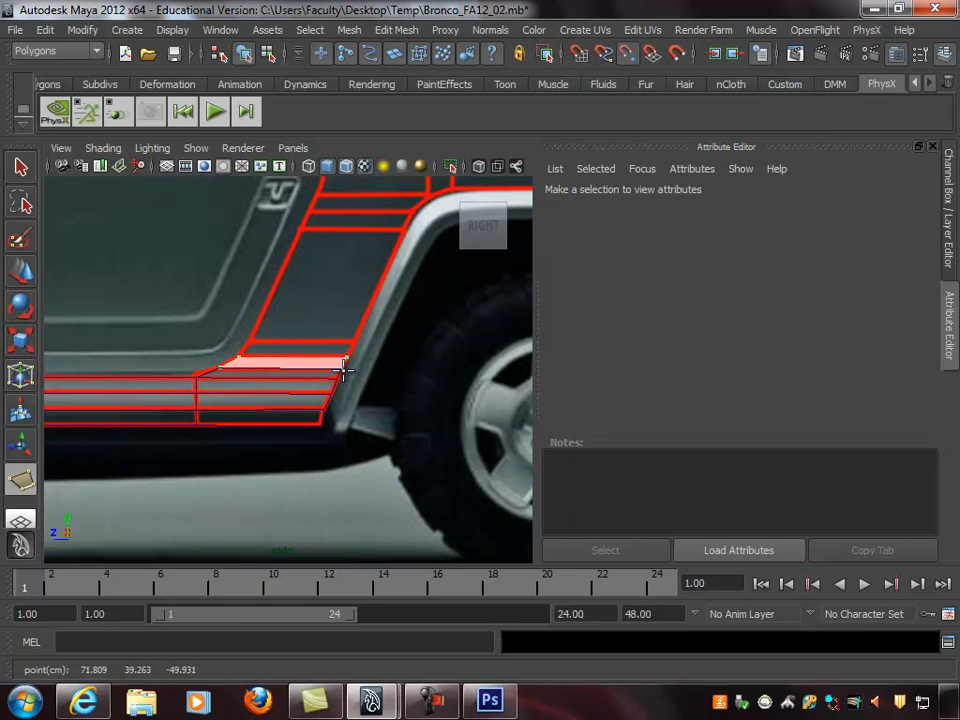 Autodesk Maya 2012 x64 - Educational Version: C:\Users\Faculty\Desktop\Temp\Bronco_FA12_02.mb*
File Edit Modify Create Display Window Assets Select Mesh Edit Mesh Proxy Normals Color Create UVs Edit UVs Render Farm Muscle OpenFlight PhysX Help
Polygons
ygons Subdivs Deformation Animation Dynamics Rendering PaintEffects Toon Muscle Fluids Fur Hair nCloth Custom DMM PhysX
PhysX
View Shading Lighting Show Renderer Panels
Attribute Editor
List Selected Focus Attributes Show Help
Make a selection to view attributes
RIGHT
Channel Box / Layer Editor
Attribute Editor
Notes:
y
z x
side
Select Load Attributes Copy Tab
2 4 6 8 10 12 14 16 18 20 22 24
1 1.00
1.00 1.00 1 24 24.00 48.00 No Anim Layer No Character Set
MEL
point(cm): 71.809 39.263 -49.931
Ps